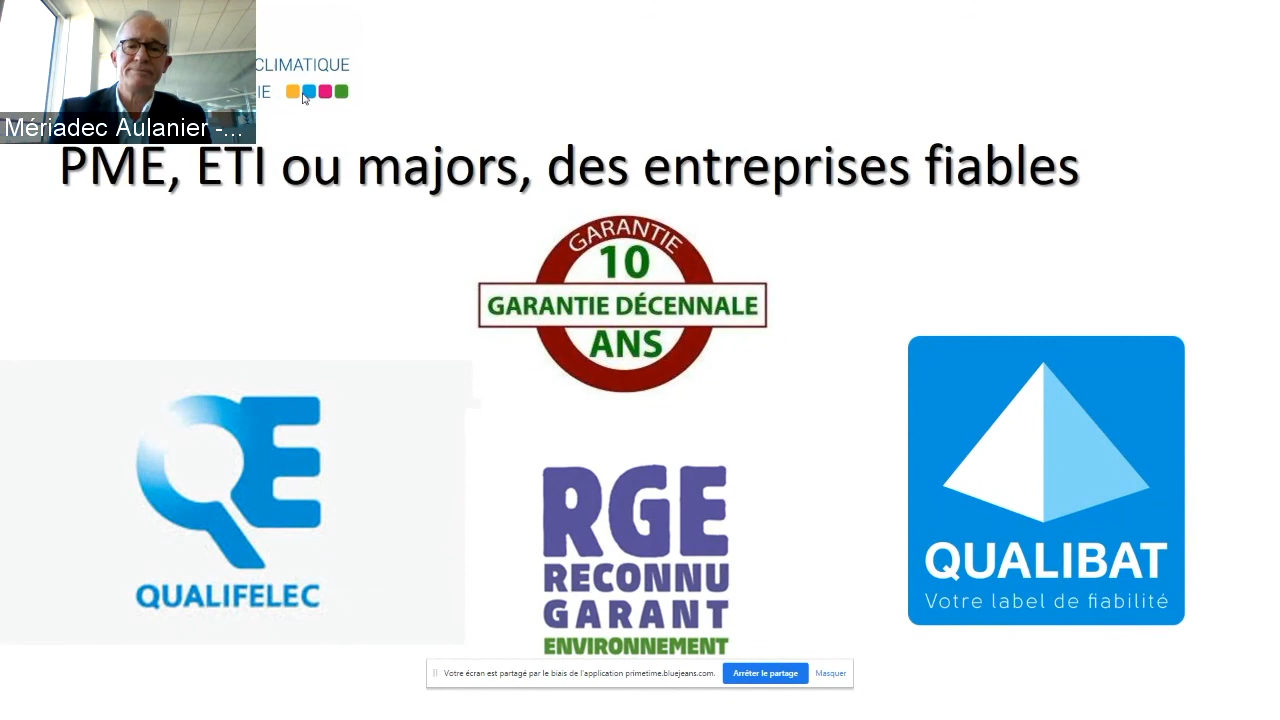 CLIMATIQUE
IE
Mériadec Aulanier -...
PME, ETI ou majors, des entreprises fiables
GARANTIE
10
GARANTIE DÉCENNALE
ANS
QE
QUALIFELEC
RGE
RECONNU
GARANT
ENVIRONNEMENT
QUALIBAT
Votre label de fiabilité
Votre écran est partagé par le biais de l'application primetime.bluejeans.com.
Arrêter le partage
Masquer